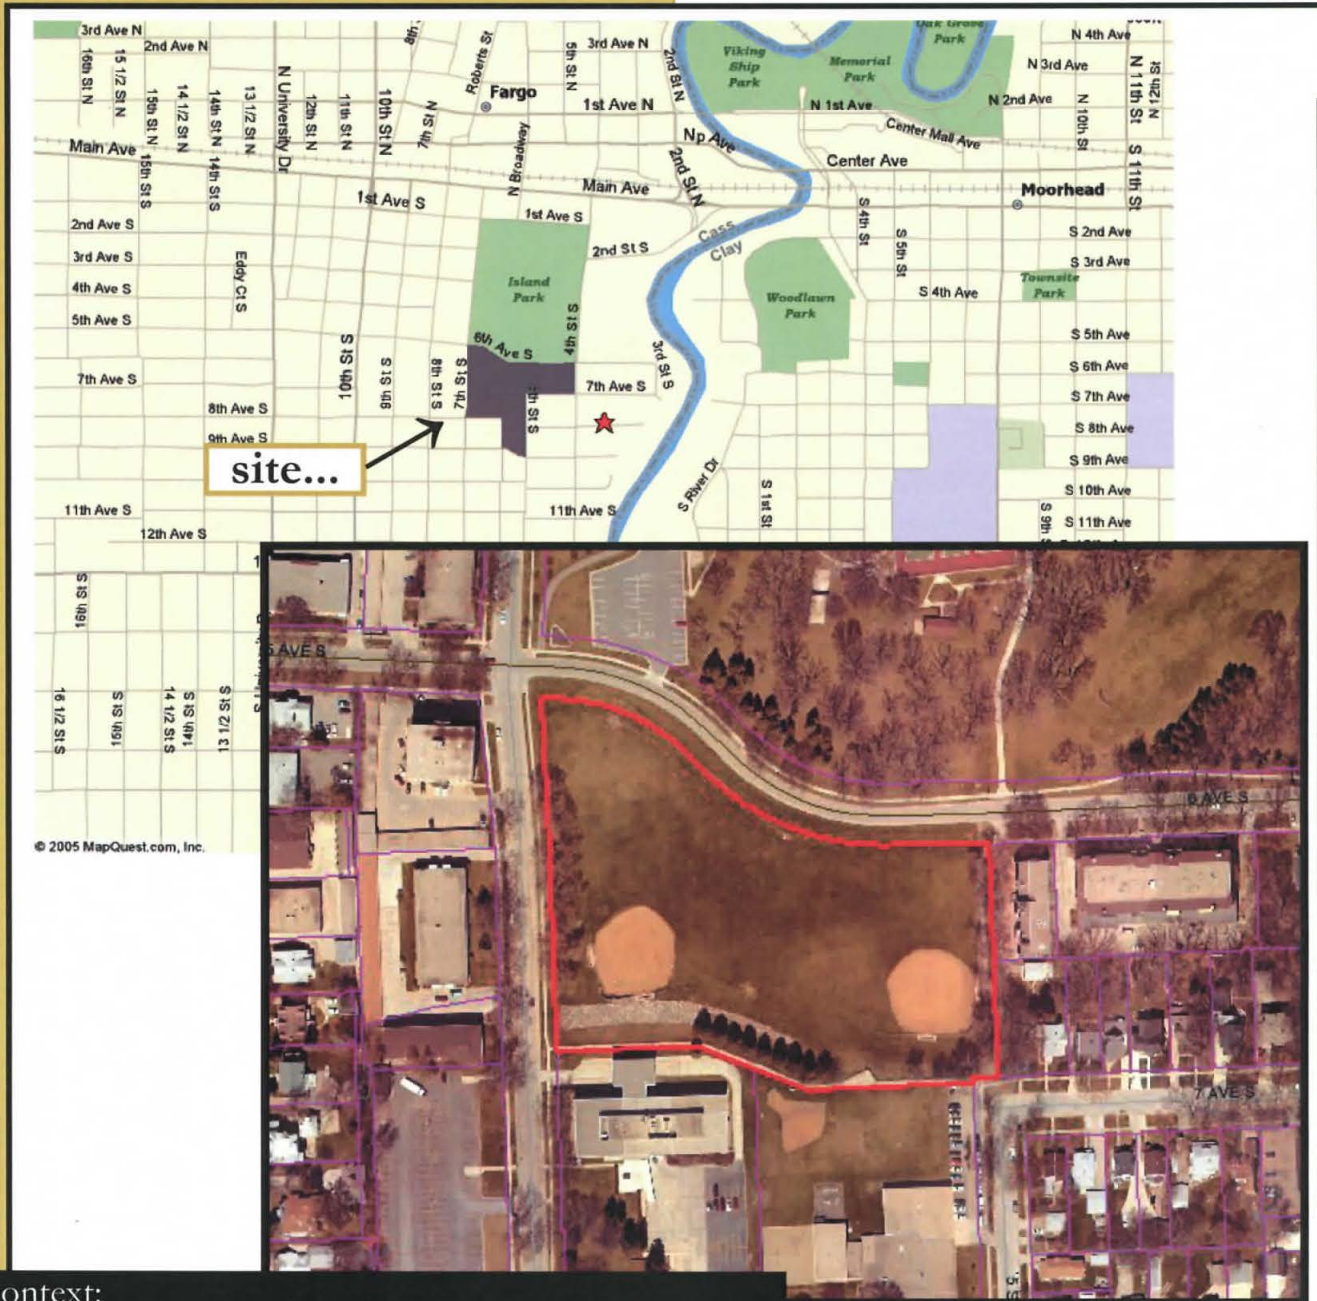 3rd Ave N
2nd Ave N
16th St N
15 1/2 St N
15th St N
14 1/2 St N
14th St N
13 1/2 St N
N University Dr
12th St N
11th St N
10th St N
7th St N
Roberts St
Fargo
5th St N
3rd Ave N
1st Ave N
2nd St N
Viking
Ship
Park
Memorial
Park
Oak Grove
Park
N 4th Ave
N 3rd Ave
N 2nd Ave
N 1st Ave
Center Mall Ave
N 10th St
N 11th St
N 12th St
Main Ave
15th St S
14th St S
N Broadway
Np Ave
Main Ave
2nd St N
Center Ave
Moorhead
S 11th St
1st Ave S
1st Ave S
2nd Ave S
3rd Ave S
4th Ave S
5th Ave S
Eddy Ct S
2nd St S
Cass
Clay
S 4th St
S 5th St
S 2nd Ave
S 3rd Ave
Island
Park
Woodlawn
Park
Townsite
Park
S 4th Ave
4th St S
6th Ave S
3rd St S
S 5th Ave
S 6th Ave
S 7th Ave
S 8th Ave
S 9th Ave
S 10th Ave
S 11th Ave
7th Ave S
8th Ave S
9th Ave S
10th St S
9th St S
8th St S
7th St S
7th Ave S
site...
11th Ave S
12th Ave S
11th Ave S
S River Dr
S 1st St
16th St S
S 16 1/2 St
15th St S
14 1/2 St S
14th St S
13 1/2 St S
© 2005 MapQuest.com, Inc.
5 AVE S
6 AVE S
7 AVE S
ontext: